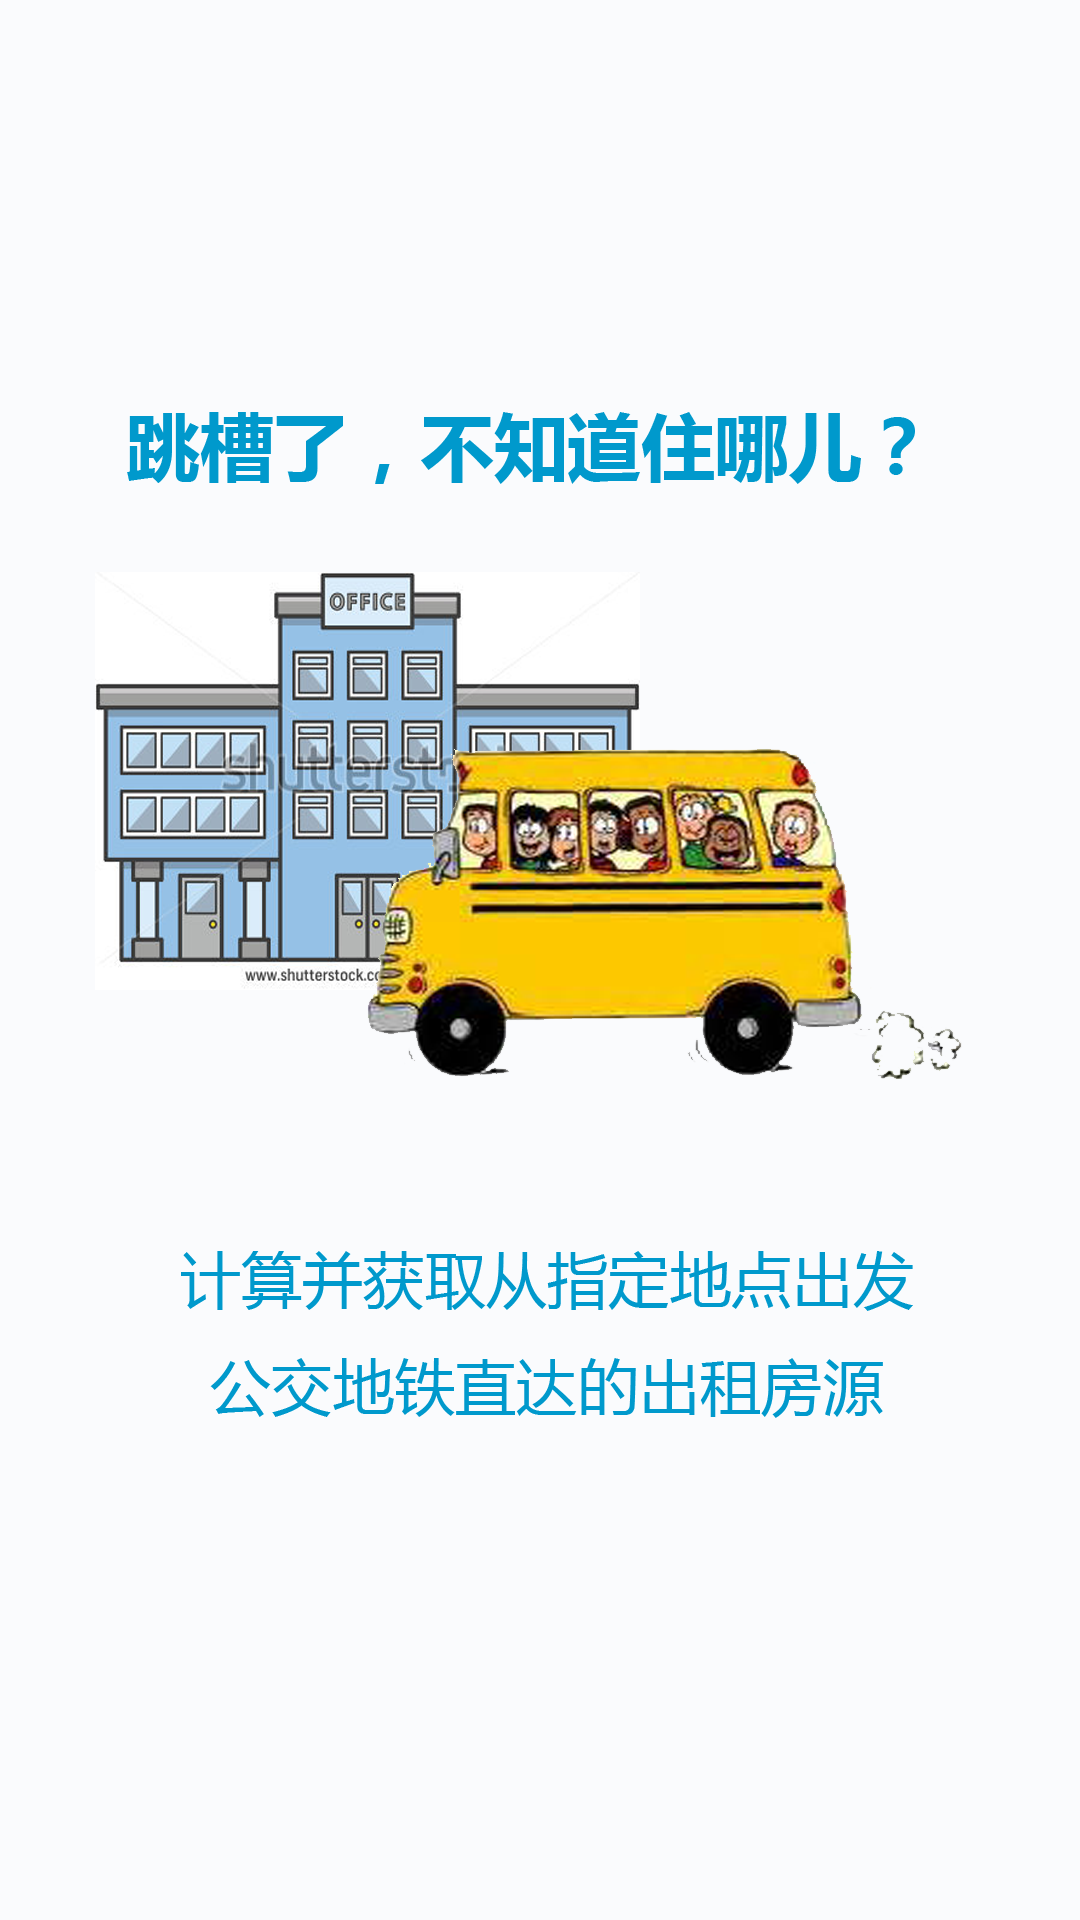 跳槽了，不知道住哪儿？
OFFICE
shutterst
www.shutterstock.co
计算并获取从指定地点出发
公交地铁直达的出租房源